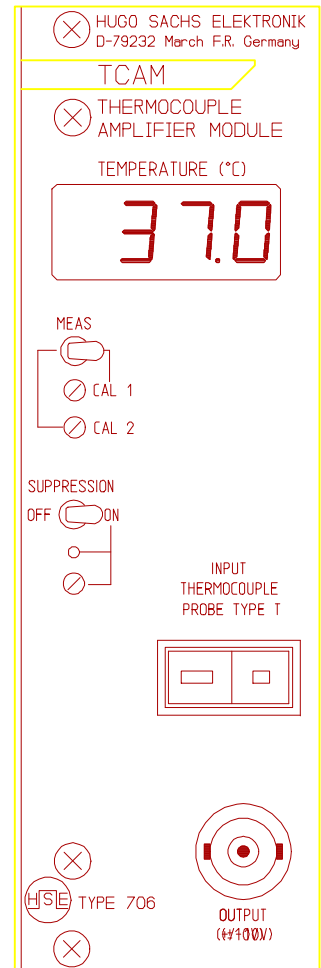 HUGO SACHS ELEKTRONIK
D-79232 March F.R. Germany
TCAM
THERMOCOUPLE
AMPLIFIER MODULE
TEMPERATURE (°C)
37.0
MEAS
CAL 1
CAL 2
SUPPRESSION
OFF ON
INPUT
THERMOCOUPLE
PROBE TYPE T
HSE TYPE 706
OUTPUT